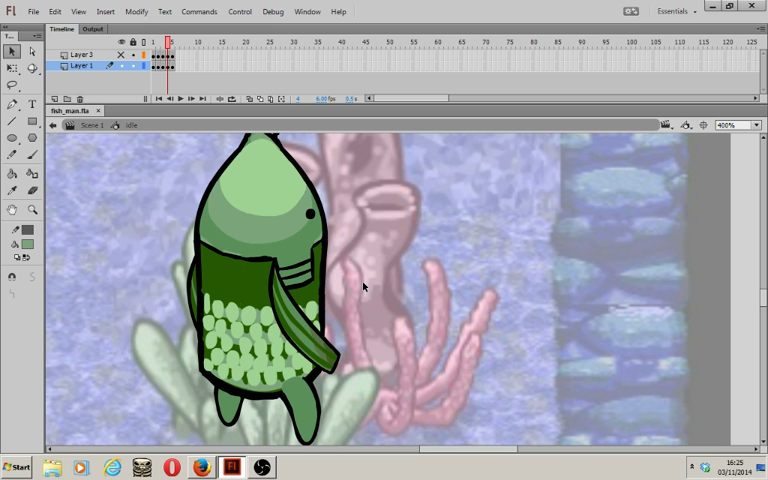 Fl File Edit View Insert Modify Text Commands Control Debug Window Help Essentials
T...
Timeline Output
1 5 10 15 20 25 30 35 40 45 50 55 60 65 70 75 80 85 90 95 100 105 110 115 120 125
Layer 3
Layer 1
4 6.00 fps
fish_man.fla ×
Scene 1 idle 400%
T
S
Start Fl 16:25
03/11/2014